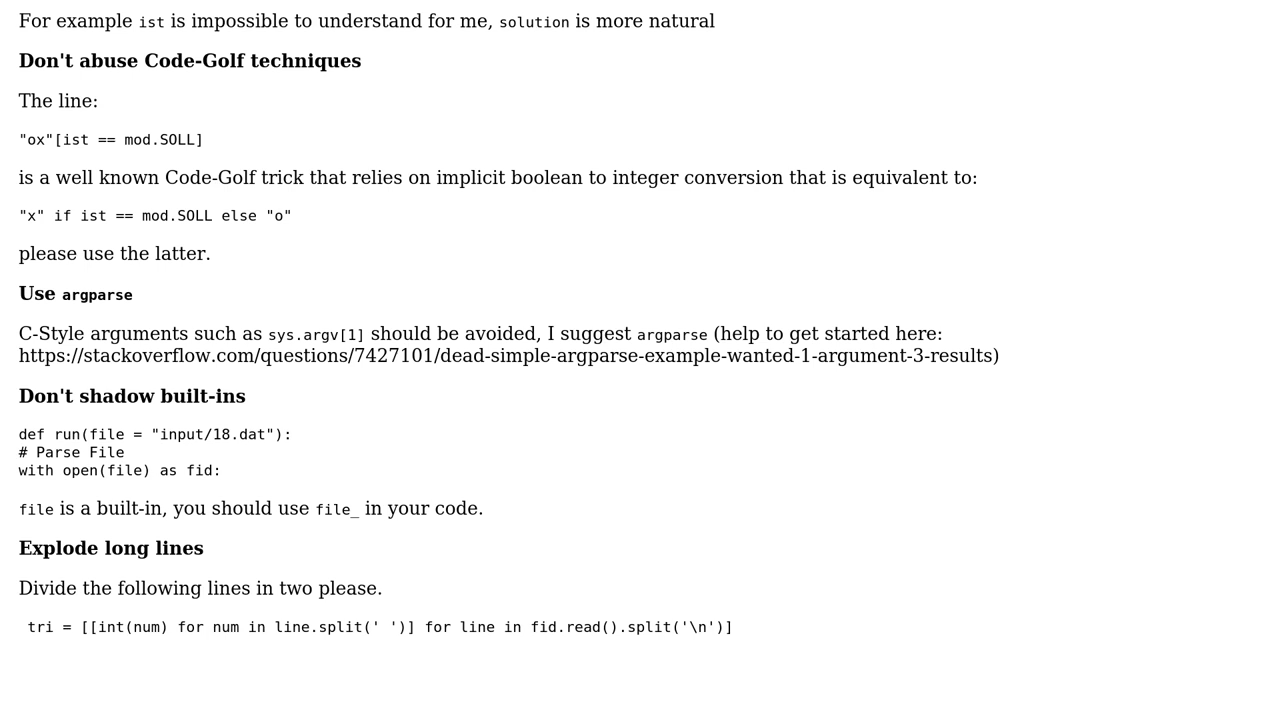 For example ist is impossible to understand for me, solution is more natural
Don't abuse Code-Golf techniques
The line:
"ox"[ist == mod.SOLL]
is a well known Code-Golf trick that relies on implicit boolean to integer conversion that is equivalent to:
"x" if ist == mod.SOLL else "o"
please use the latter.
Use argparse
C-Style arguments such as sys.argv[1] should be avoided, I suggest argparse (help to get started here:
https://stackoverflow.com/questions/7427101/dead-simple-argparse-example-wanted-1-argument-3-results)
Don't shadow built-ins
def run(file = "input/18.dat"):
# Parse File
with open(file) as fid:
file is a built-in, you should use file_ in your code.
Explode long lines
Divide the following lines in two please.
tri = [[int(num) for num in line.split(' ')] for line in fid.read().split('\n')]